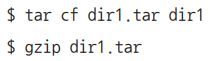 $ tar cf dir1.tar dir1
$ gzip dir1.tar